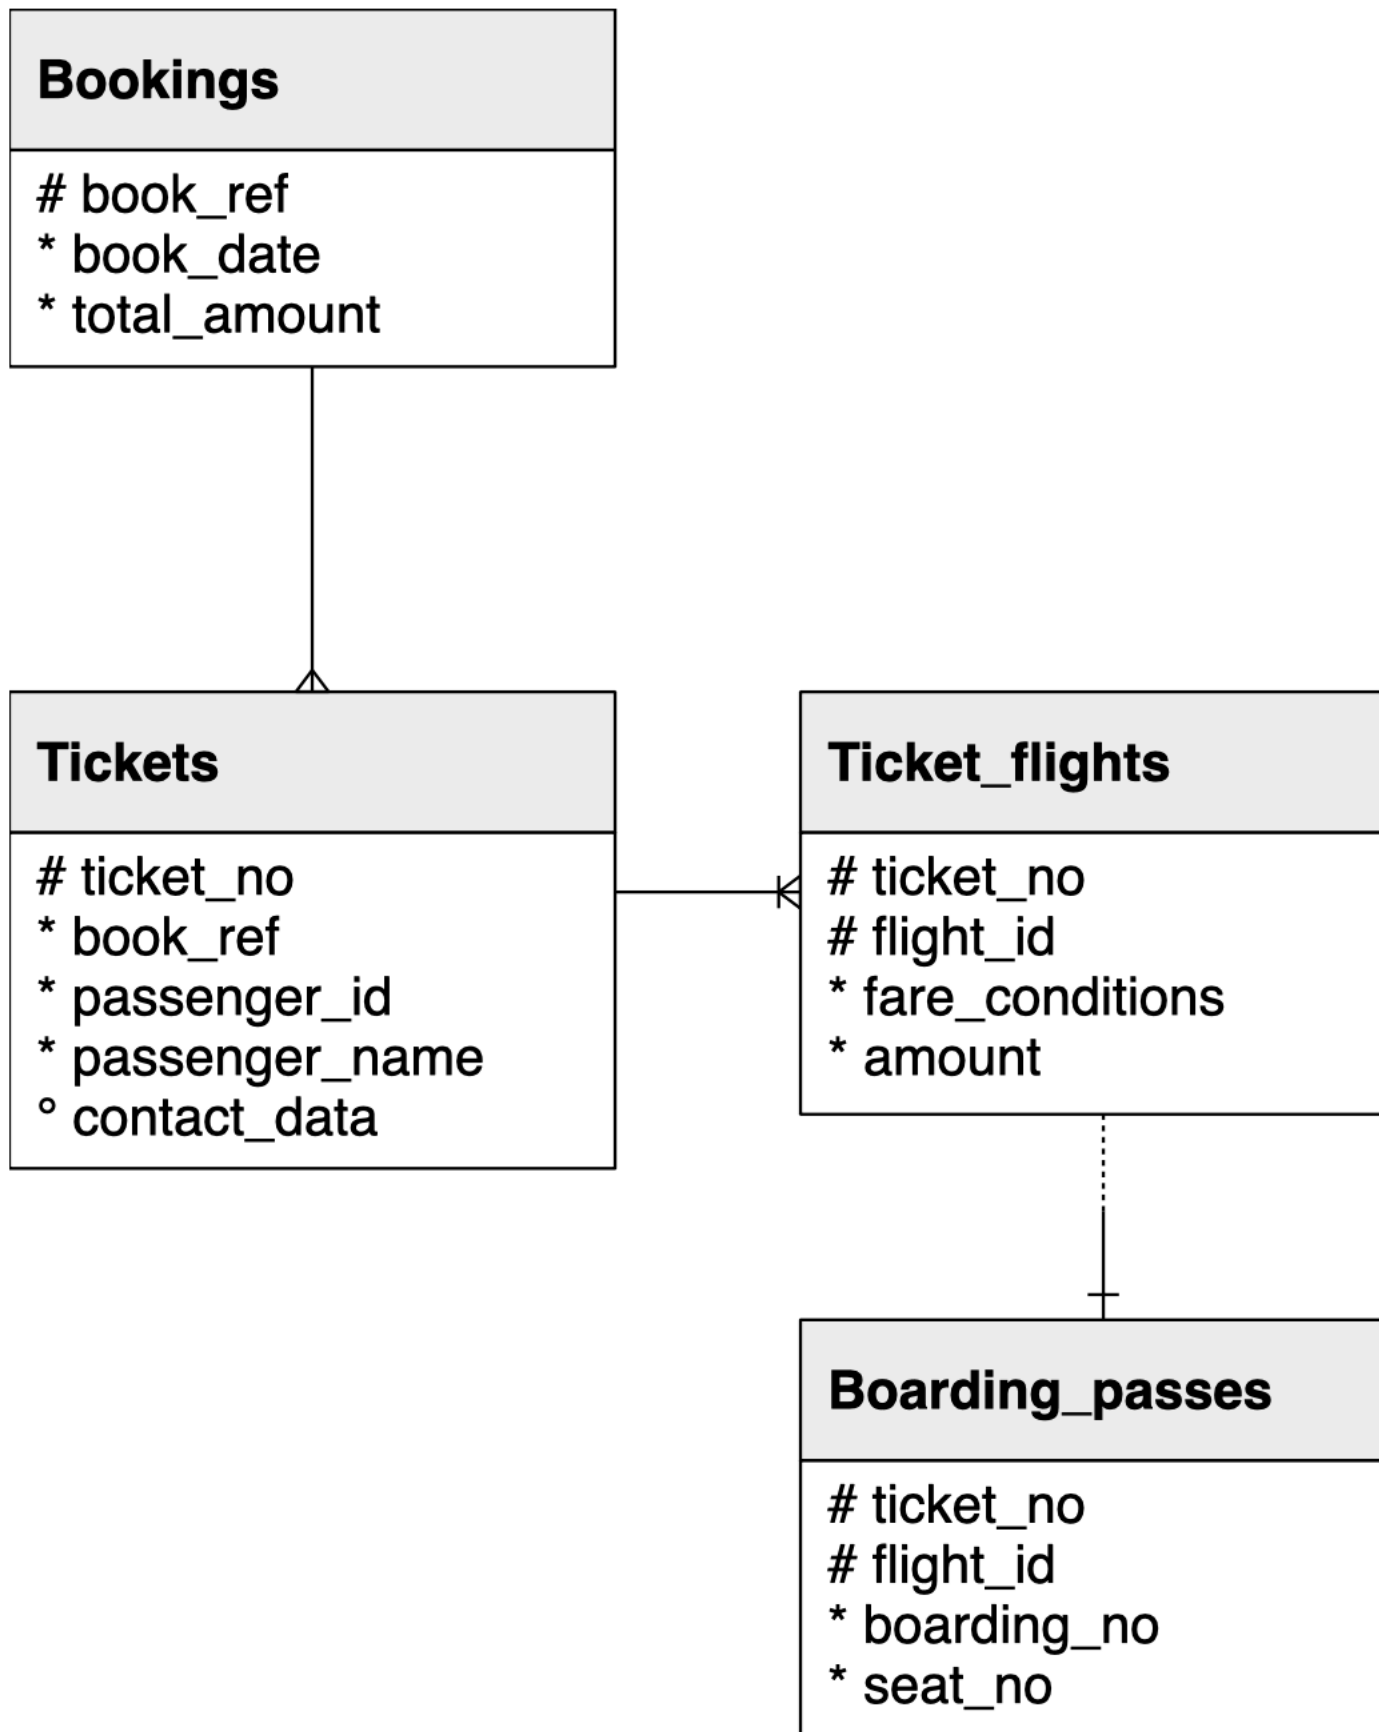 Bookings
# book_ref
* book_date
* total_amount
Tickets
# ticket_no
* book_ref
* passenger_id
* passenger_name
° contact_data
Ticket_flights
# ticket_no
# flight_id
* fare_conditions
* amount
Boarding_passes
# ticket_no
# flight_id
* boarding_no
* seat_no